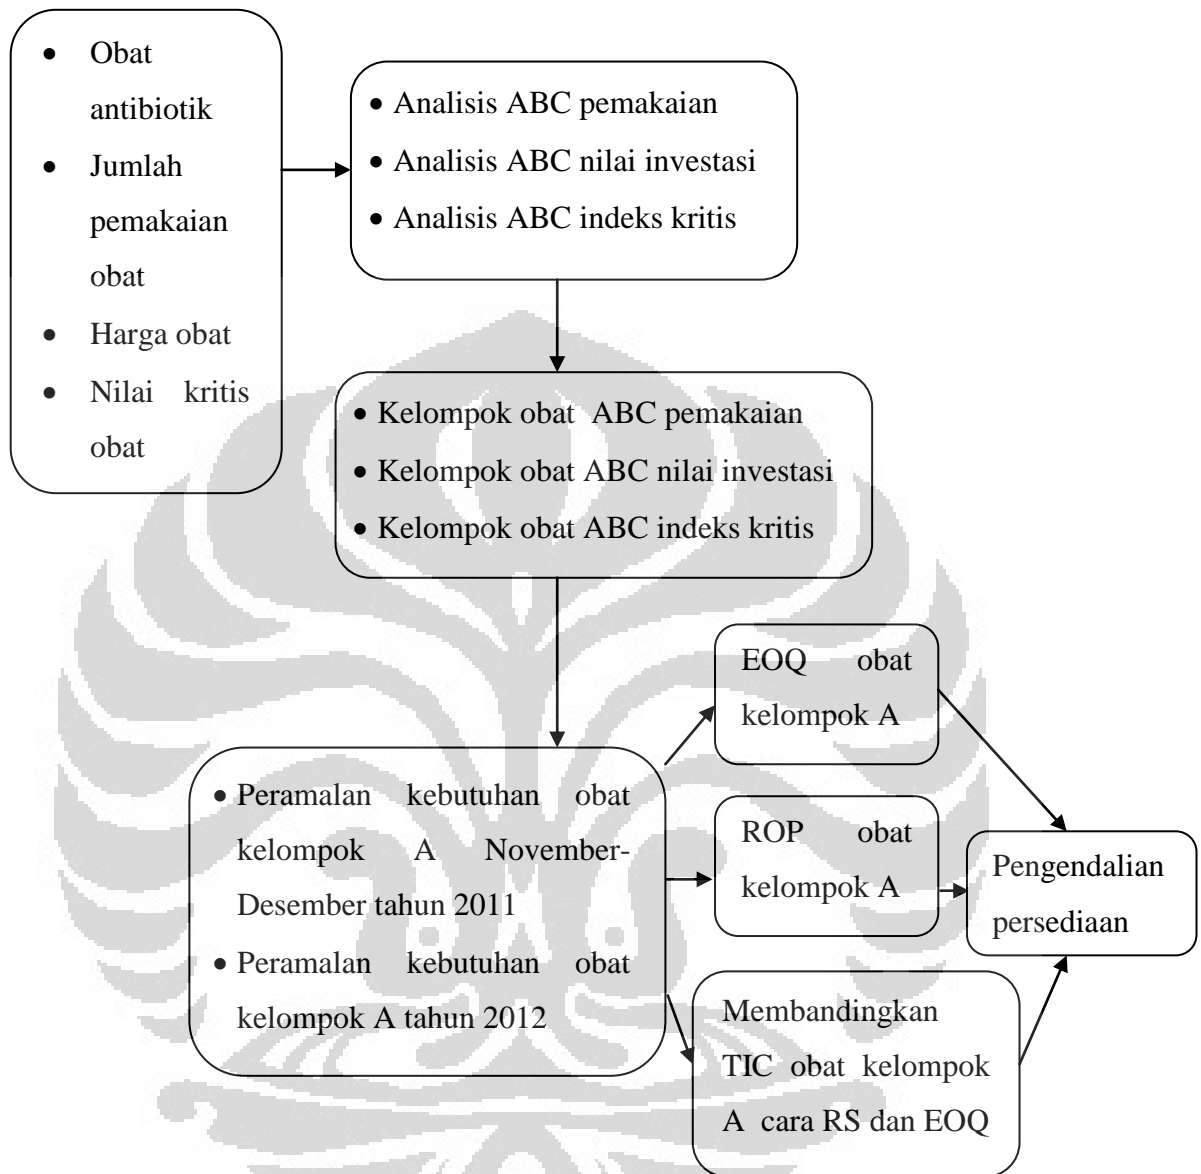 • Obat
antibiotik
• Jumlah
pemakaian
obat
• Harga obat
• Nilai kritis
obat
• Analisis ABC pemakaian
• Analisis ABC nilai investasi
• Analisis ABC indeks kritis
• Kelompok obat ABC pemakaian
• Kelompok obat ABC nilai investasi
• Kelompok obat ABC indeks kritis
• Peramalan kebutuhan obat
kelompok A November-
Desember tahun 2011
• Peramalan kebutuhan obat
kelompok A tahun 2012
EOQ obat
kelompok A
ROP obat
kelompok A
Membandingkan
TIC obat kelompok
A cara RS dan EOQ
Pengendalian
persediaan